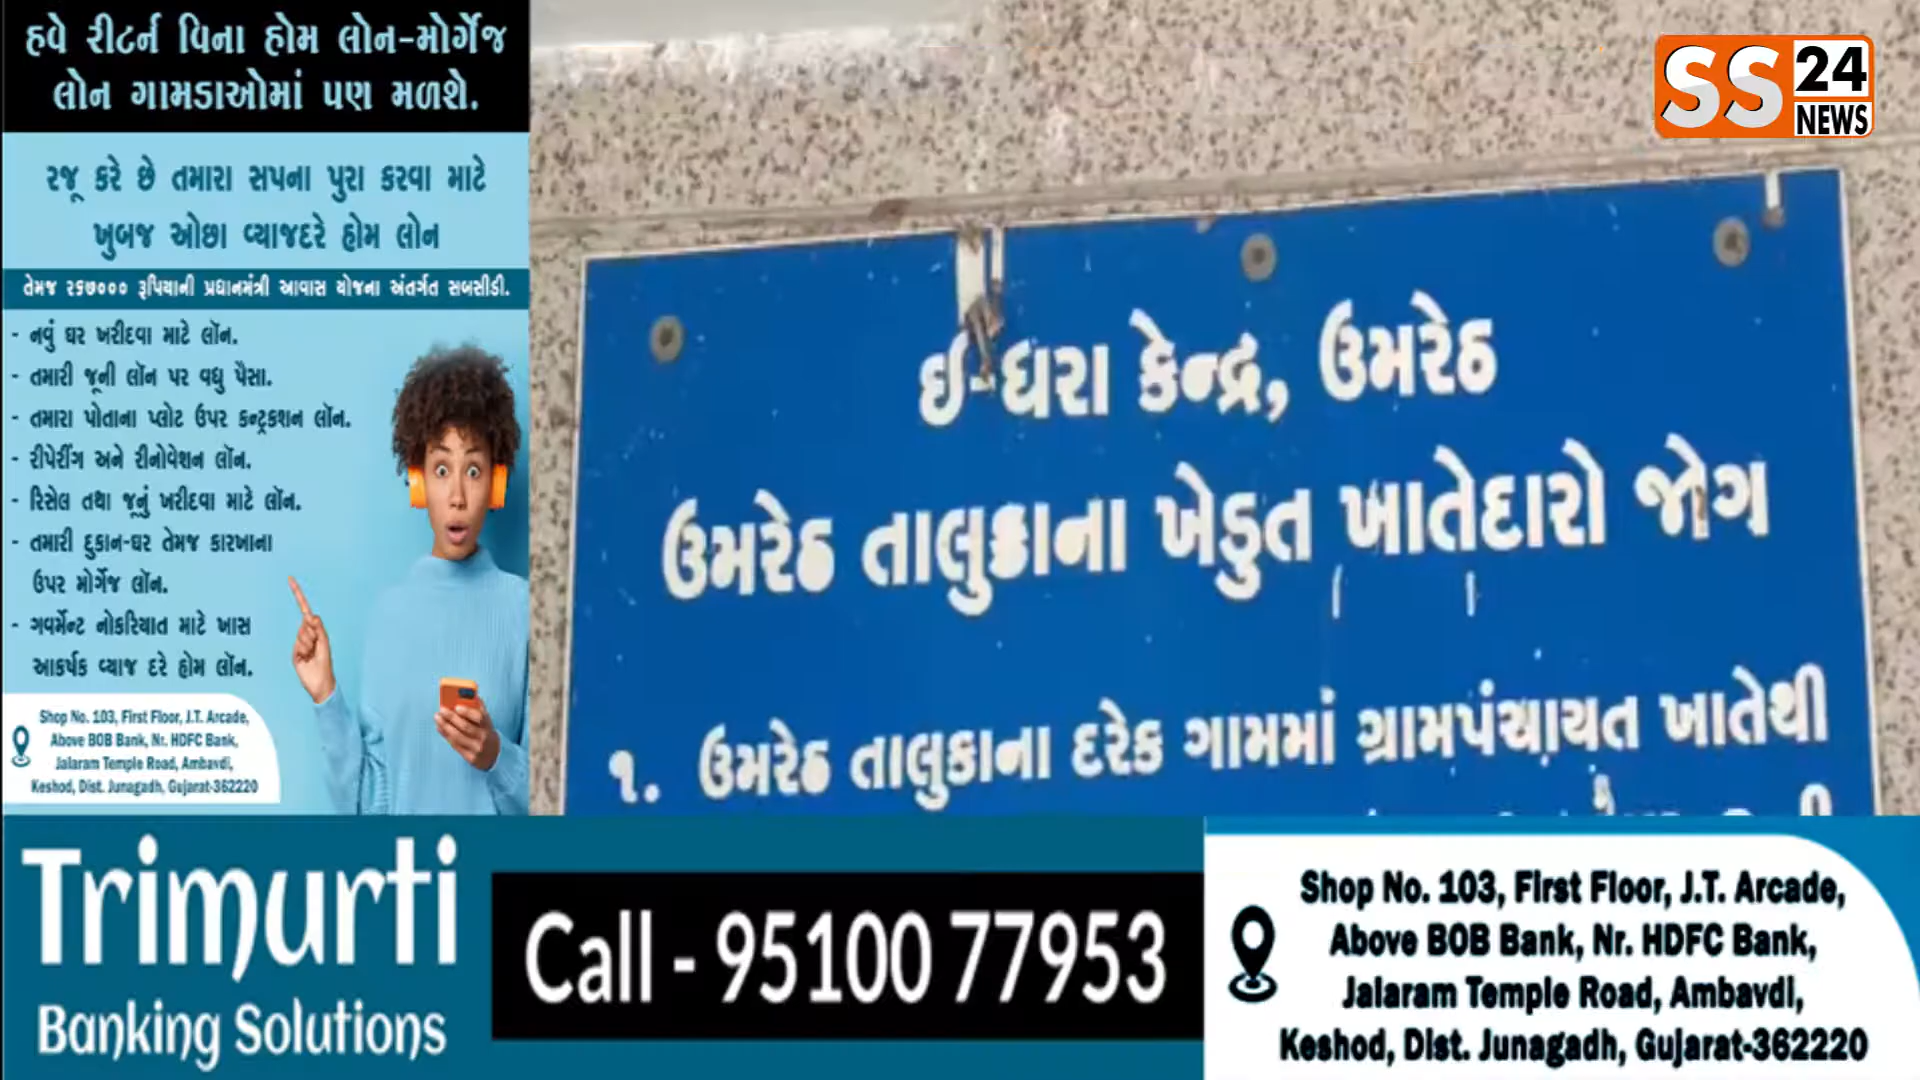 હવે રીટર્ન વિના હોમ લોન-મોર્ગેજ
લોન ગામડાઓમાં પણ મળશે.
રજૂ કરે છે તમારા સપના પુરા કરવા માટે
ખુબજ ઓછા વ્યાજદરે હોમ લોન
તેમજ ૨૬૭૦૦૦ રૂપિયાની પ્રધાનમંત્રી આવાસ યોજના અંતર્ગત સબસીડી.
- નવું ઘર ખરીદવા માટે લૉન.
- તમારી જૂની લૉન પર વધુ પૈસા.
- તમારા પોતાના પ્લોટ ઉપર કન્ટ્રકશન લૉન.
- રીપેરીંગ અને રીનોવેશન લૉન.
- રિસેલ તથા જૂનું ખરીદવા માટે લૉન.
- તમારી દુકાન-ઘર તેમજ કારખાના
ઉપર મોર્ગેજ લૉન.
- ગવર્મેન્ટ નોકરિયાત માટે ખાસ
આકર્ષક વ્યાજ દરે હોમ લૉન.
Shop No. 103, First Floor, J.T. Arcade,
Above BOB Bank, Nr. HDFC Bank,
Jalaram Temple Road, Ambavdi,
Keshod, Dist. Junagadh, Gujarat-362220
SS 24 NEWS
ઈ-ધરા કેન્દ્ર, ઉમરેઠ
ઉમરેઠ તાલુકાના ખેડુત ખાતેદારો જોગ
૧. ઉમરેઠ તાલુકાના દરેક ગામમાં ગ્રામપંચાયત ખાતેથી
Trimurti
Banking Solutions
Call - 95100 77953
Shop No. 103, First Floor, J.T. Arcade,
Above BOB Bank, Nr. HDFC Bank,
Jalaram Temple Road, Ambavdi,
Keshod, Dist. Junagadh, Gujarat-362220